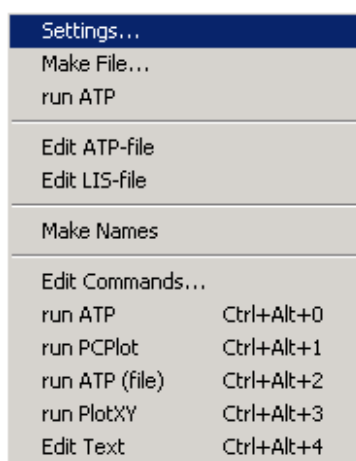 Settings...
Make File...
run ATP
Edit ATP-file
Edit LIS-file
Make Names
Edit Commands...
run ATP Ctrl+Alt+0
run PCPlot Ctrl+Alt+1
run ATP (file) Ctrl+Alt+2
run PlotXY Ctrl+Alt+3
Edit Text Ctrl+Alt+4